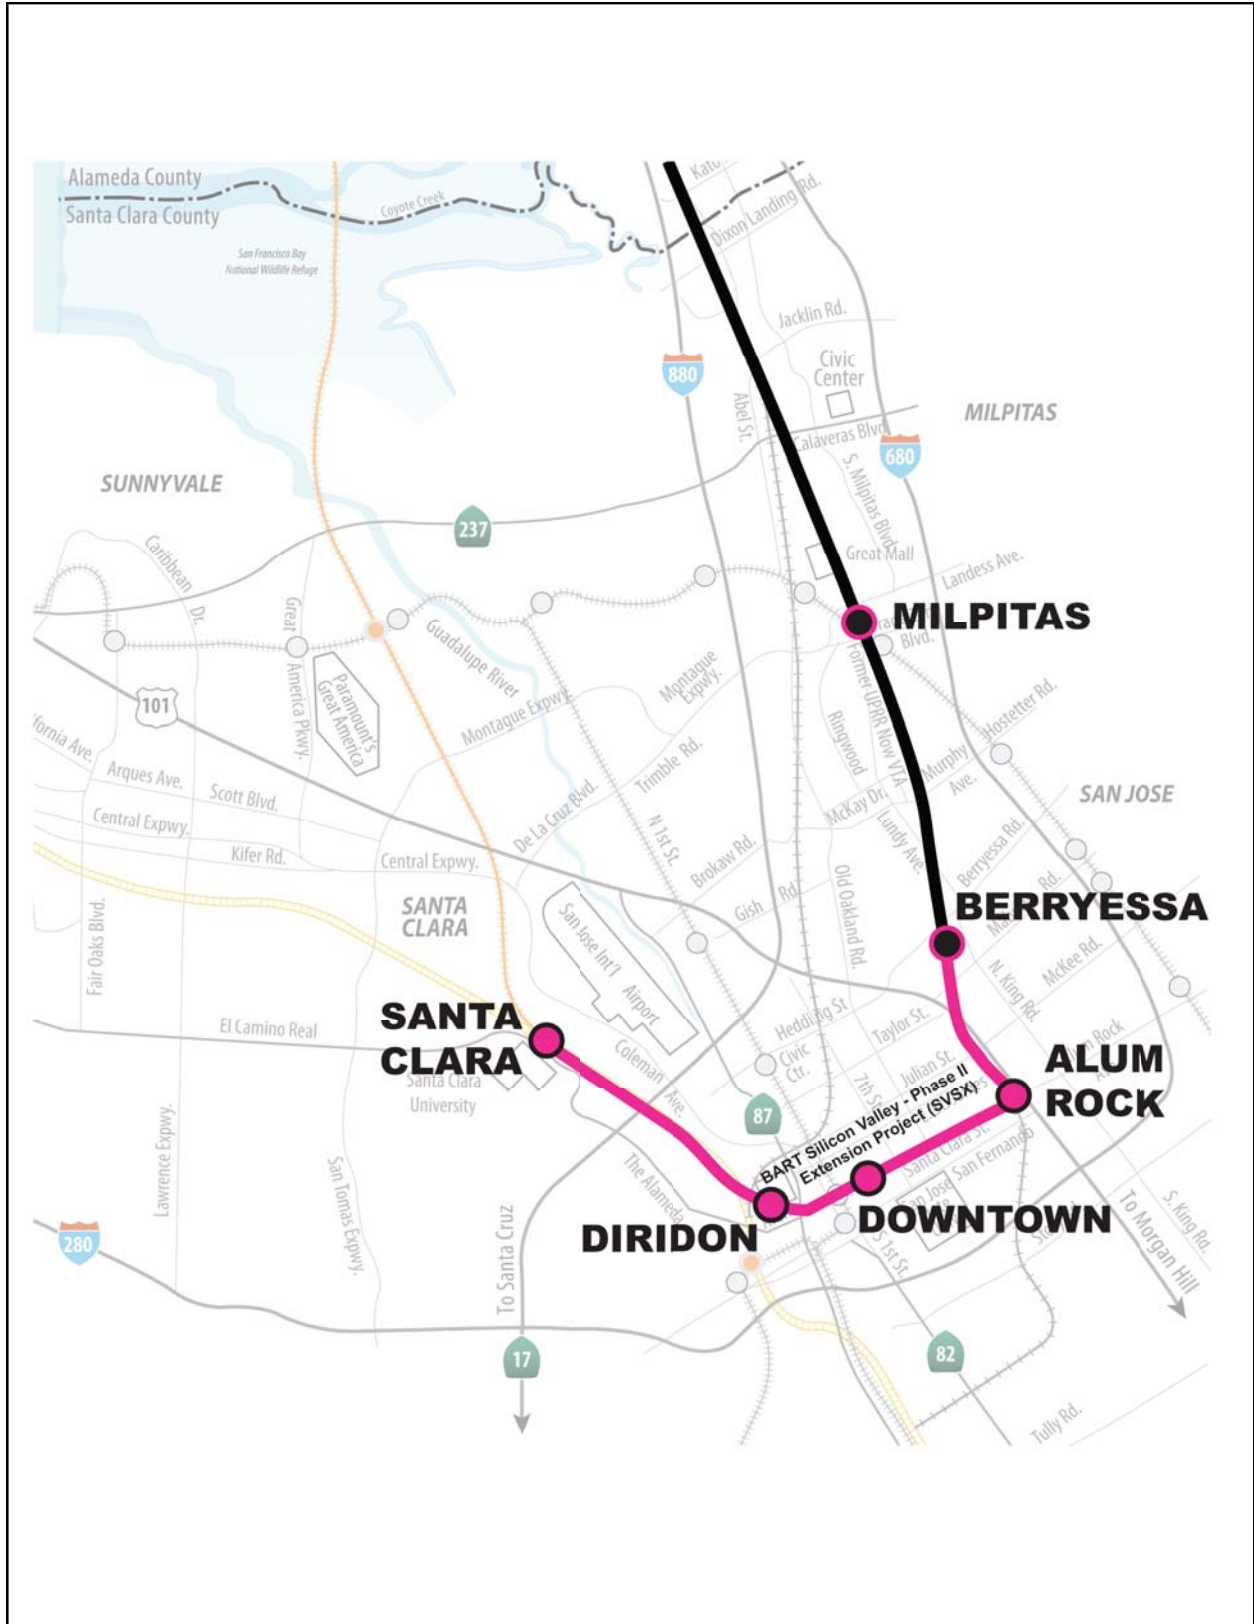 Alameda County
Santa Clara County
Coyote Creek
San Francisco Bay
National Wildlife Refuge
Dixon Landing Rd.
Jacklin Rd.
Civic
Center
880
Abel St.
MILPITAS
Calaveras Blvd.
680
S. Milpitas Blvd.
SUNNYVALE
237
Great Mall
Caribbean Dr.
Landess Ave.
Great America Pkwy.
MILPITAS
Blvd.
Guadalupe River
Paramount's
Great America
Montague
Expwy.
Former UPRR Now VTA
101
Montague Expwy.
Hostetter Rd.
Ringwood
Murphy
Ave.
Trimble Rd.
Arques Ave.
Scott Blvd.
De La Cruz Blvd.
McKay Dr.
SAN JOSE
Central Expwy.
N 1st St.
Lundy Ave.
Berryessa Rd.
Kifer Rd.
Central Expwy.
Brokaw Rd.
Old Oakland Rd.
SANTA
CLARA
Gish Rd.
BERRYESSA
San Jose Int'l
Airport
Fair Oaks Blvd.
McKee Rd.
N. King Rd.
SANTA
CLARA
El Camino Real
Hedding St
Taylor St.
Civic
Ctr.
Coleman Ave.
Julian St.
ALUM
ROCK
Santa Clara
University
87
BART Silicon Valley - Phase II
Extension Project (SVSX)
Santa Clara St.
San Fernando
Lawrence Expwy.
San Tomas Expwy.
The Alameda
San Jose
DOWNTOWN
DIRIDON
To Santa Cruz
S 1st St.
To Morgan Hill
S. King Rd.
280
17
82
Tully Rd.